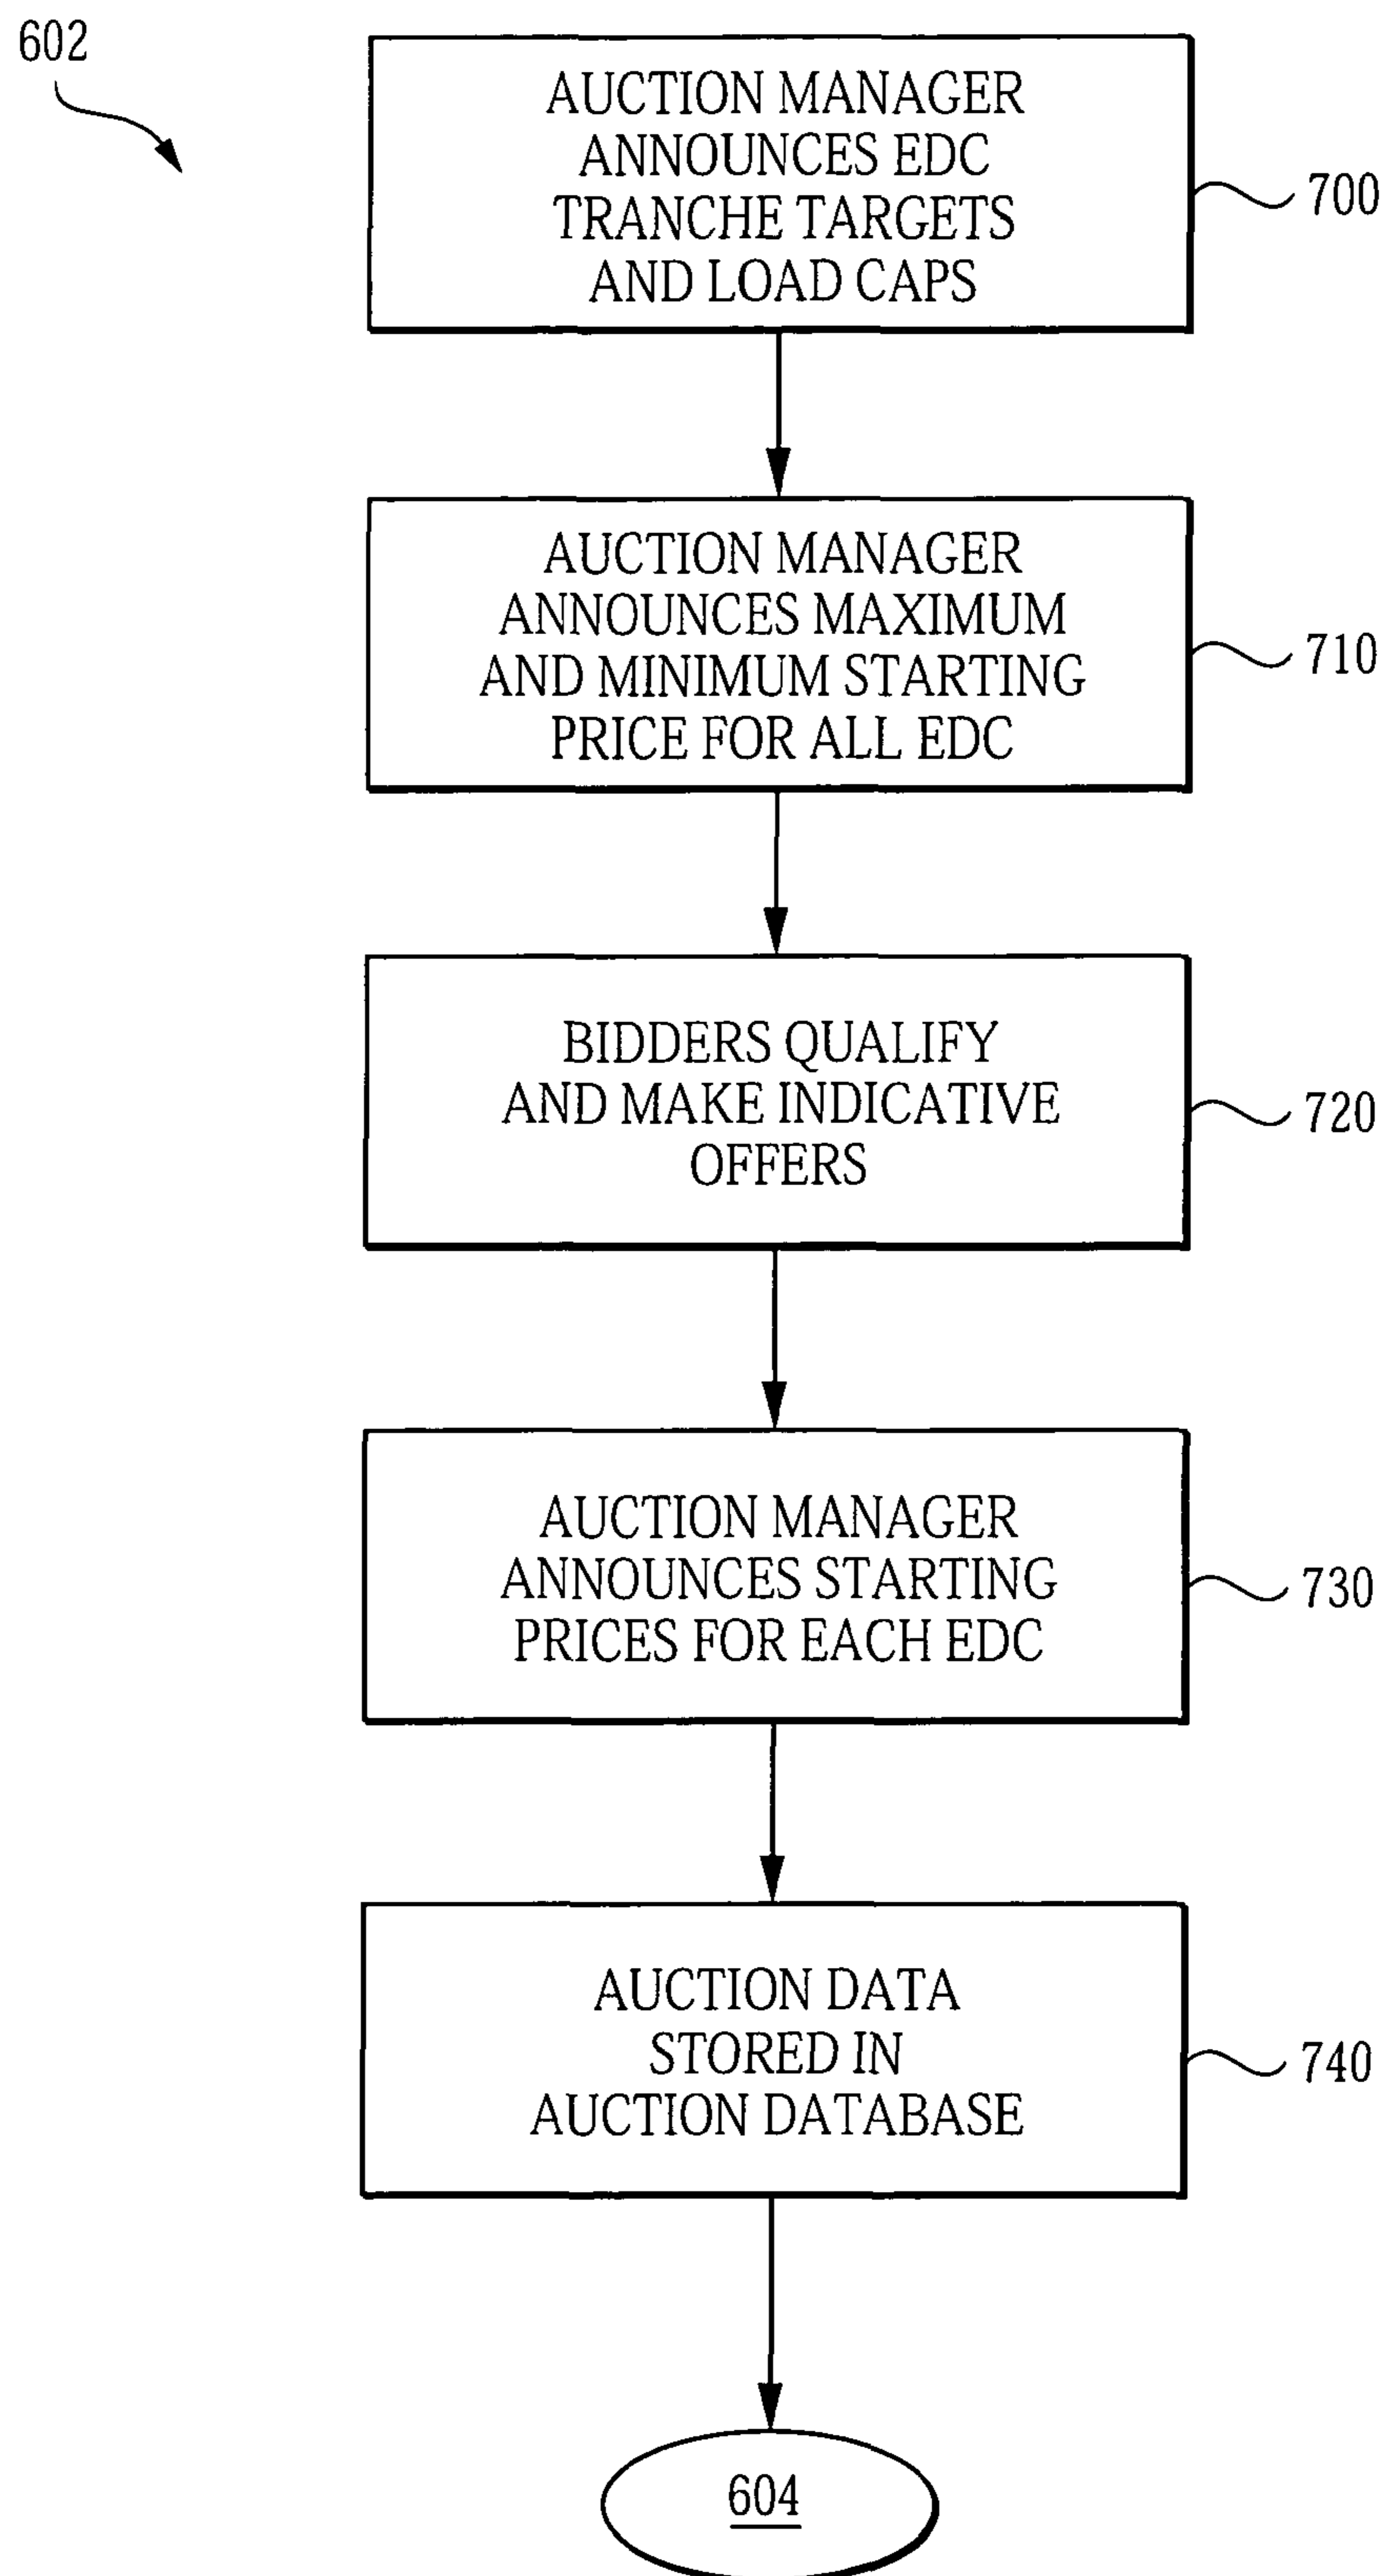 602
AUCTION MANAGER
ANNOUNCES EDC
TRANCHE TARGETS
AND LOAD CAPS
700
AUCTION MANAGER
ANNOUNCES MAXIMUM
AND MINIMUM STARTING
PRICE FOR ALL EDC
710
BIDDERS QUALIFY
AND MAKE INDICATIVE
OFFERS
720
AUCTION MANAGER
ANNOUNCES STARTING
PRICES FOR EACH EDC
730
AUCTION DATA
STORED IN
AUCTION DATABASE
740
604